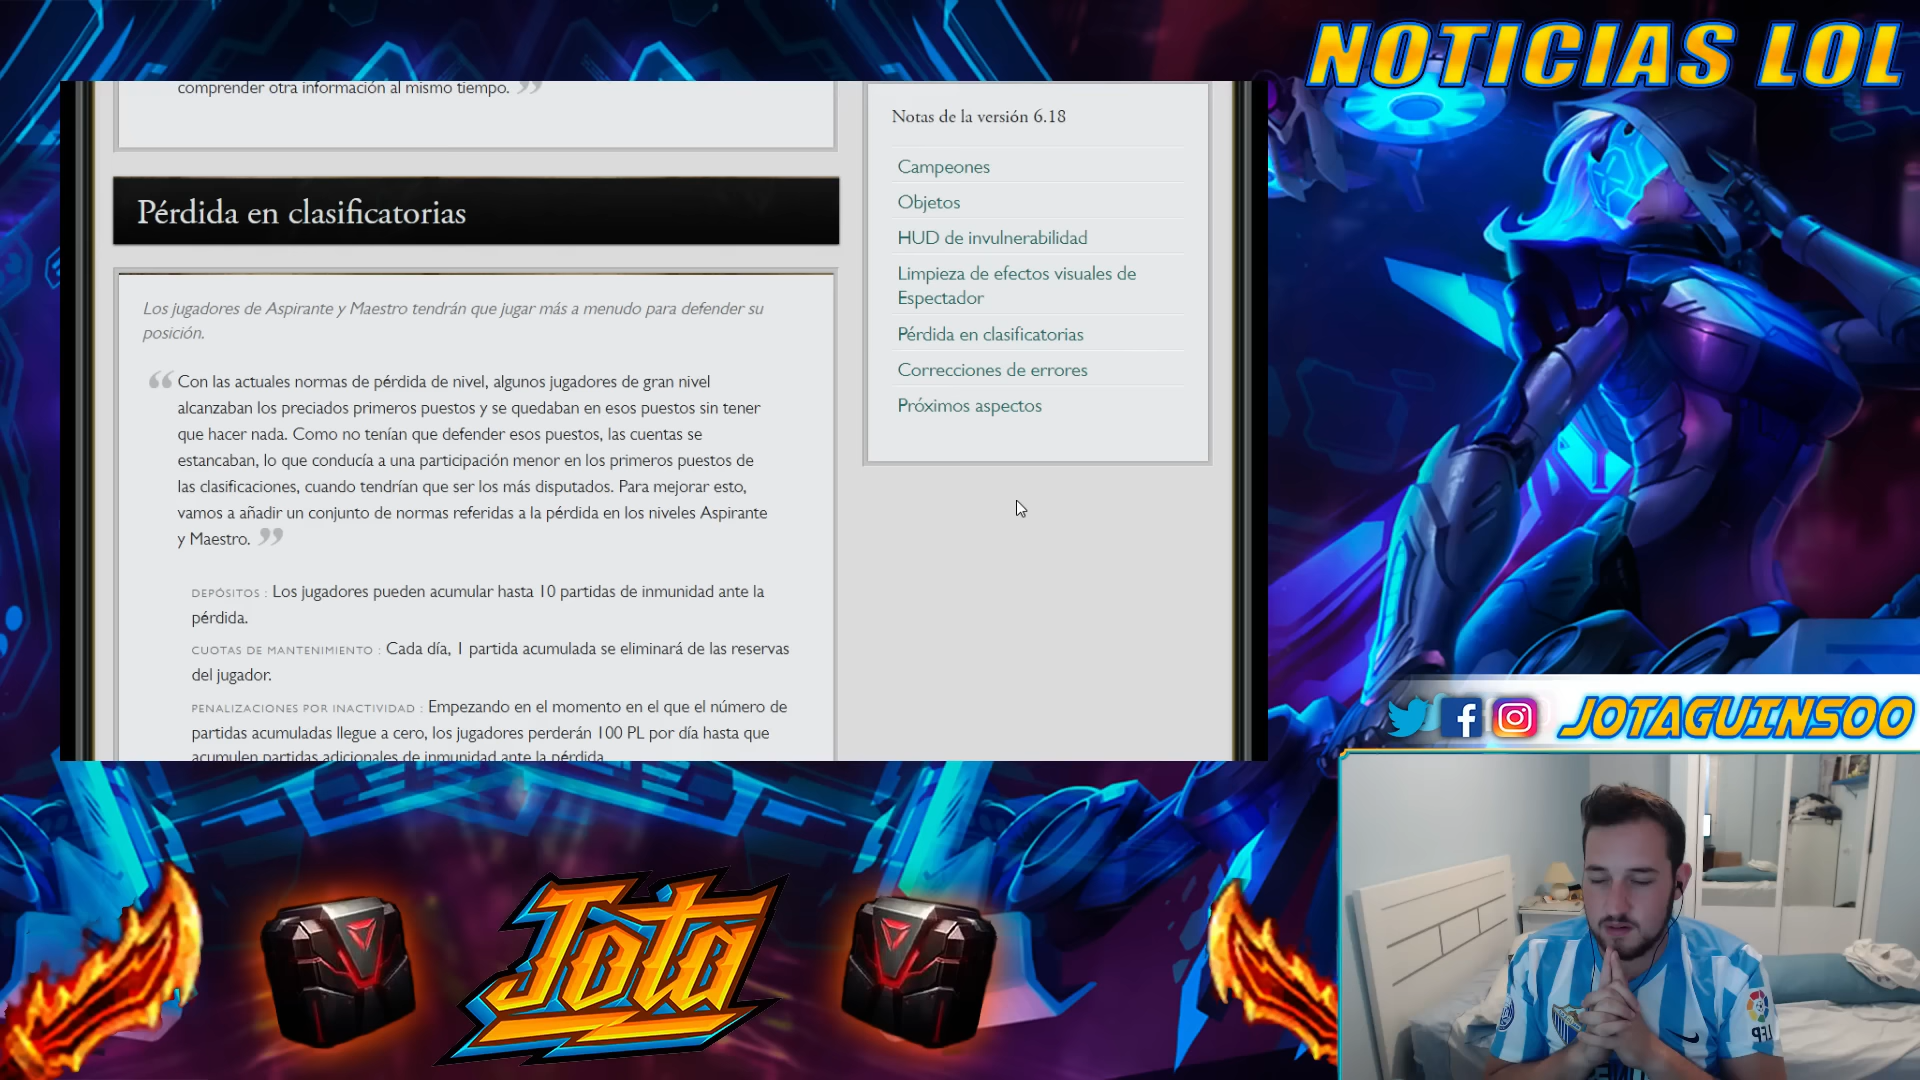 NOTICIAS LOL
comprender otra información al mismo tiempo. ”
Pérdida en clasificatorias
Los jugadores de Aspirante y Maestro tendrán que jugar más a menudo para defender su
posición.
“ Con las actuales normas de pérdida de nivel, algunos jugadores de gran nivel
alcanzaban los preciados primeros puestos y se quedaban en esos puestos sin tener
que hacer nada. Como no tenían que defender esos puestos, las cuentas se
estancaban, lo que conducía a una participación menor en los primeros puestos de
las clasificaciones, cuando tendrían que ser los más disputados. Para mejorar esto,
vamos a añadir un conjunto de normas referidas a la pérdida en los niveles Aspirante
y Maestro. ”
DEPÓSITOS : Los jugadores pueden acumular hasta 10 partidas de inmunidad ante la
pérdida.
CUOTAS DE MANTENIMIENTO : Cada día, 1 partida acumulada se eliminará de las reservas
del jugador.
PENALIZACIONES POR INACTIVIDAD : Empezando en el momento en el que el número de
partidas acumuladas llegue a cero, los jugadores perderán 100 PL por día hasta que
acumulen partidas adicionales de inmunidad ante la pérdida.
Notas de la versión 6.18
Campeones
Objetos
HUD de invulnerabilidad
Limpieza de efectos visuales de
Espectador
Pérdida en clasificatorias
Correcciones de errores
Próximos aspectos
JOTAGUINSOO
Jota
LFP